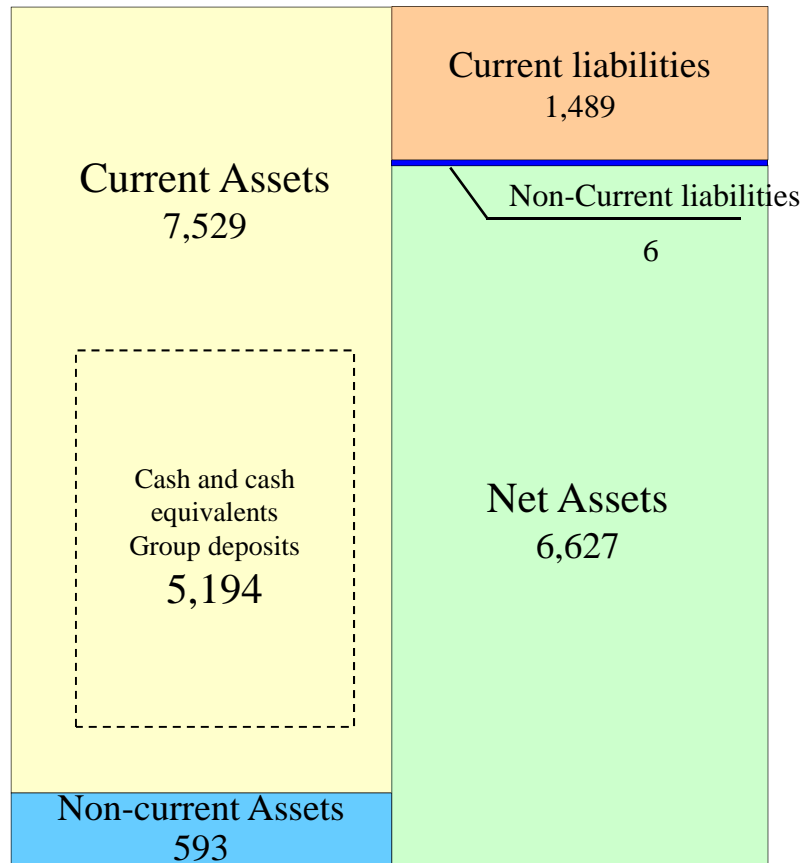 Current Assets
7,529
Cash and cash
equivalents
Group deposits
5,194
Non-current Assets
593
Current liabilities
1,489
Non-Current liabilities
6
Net Assets
6,627